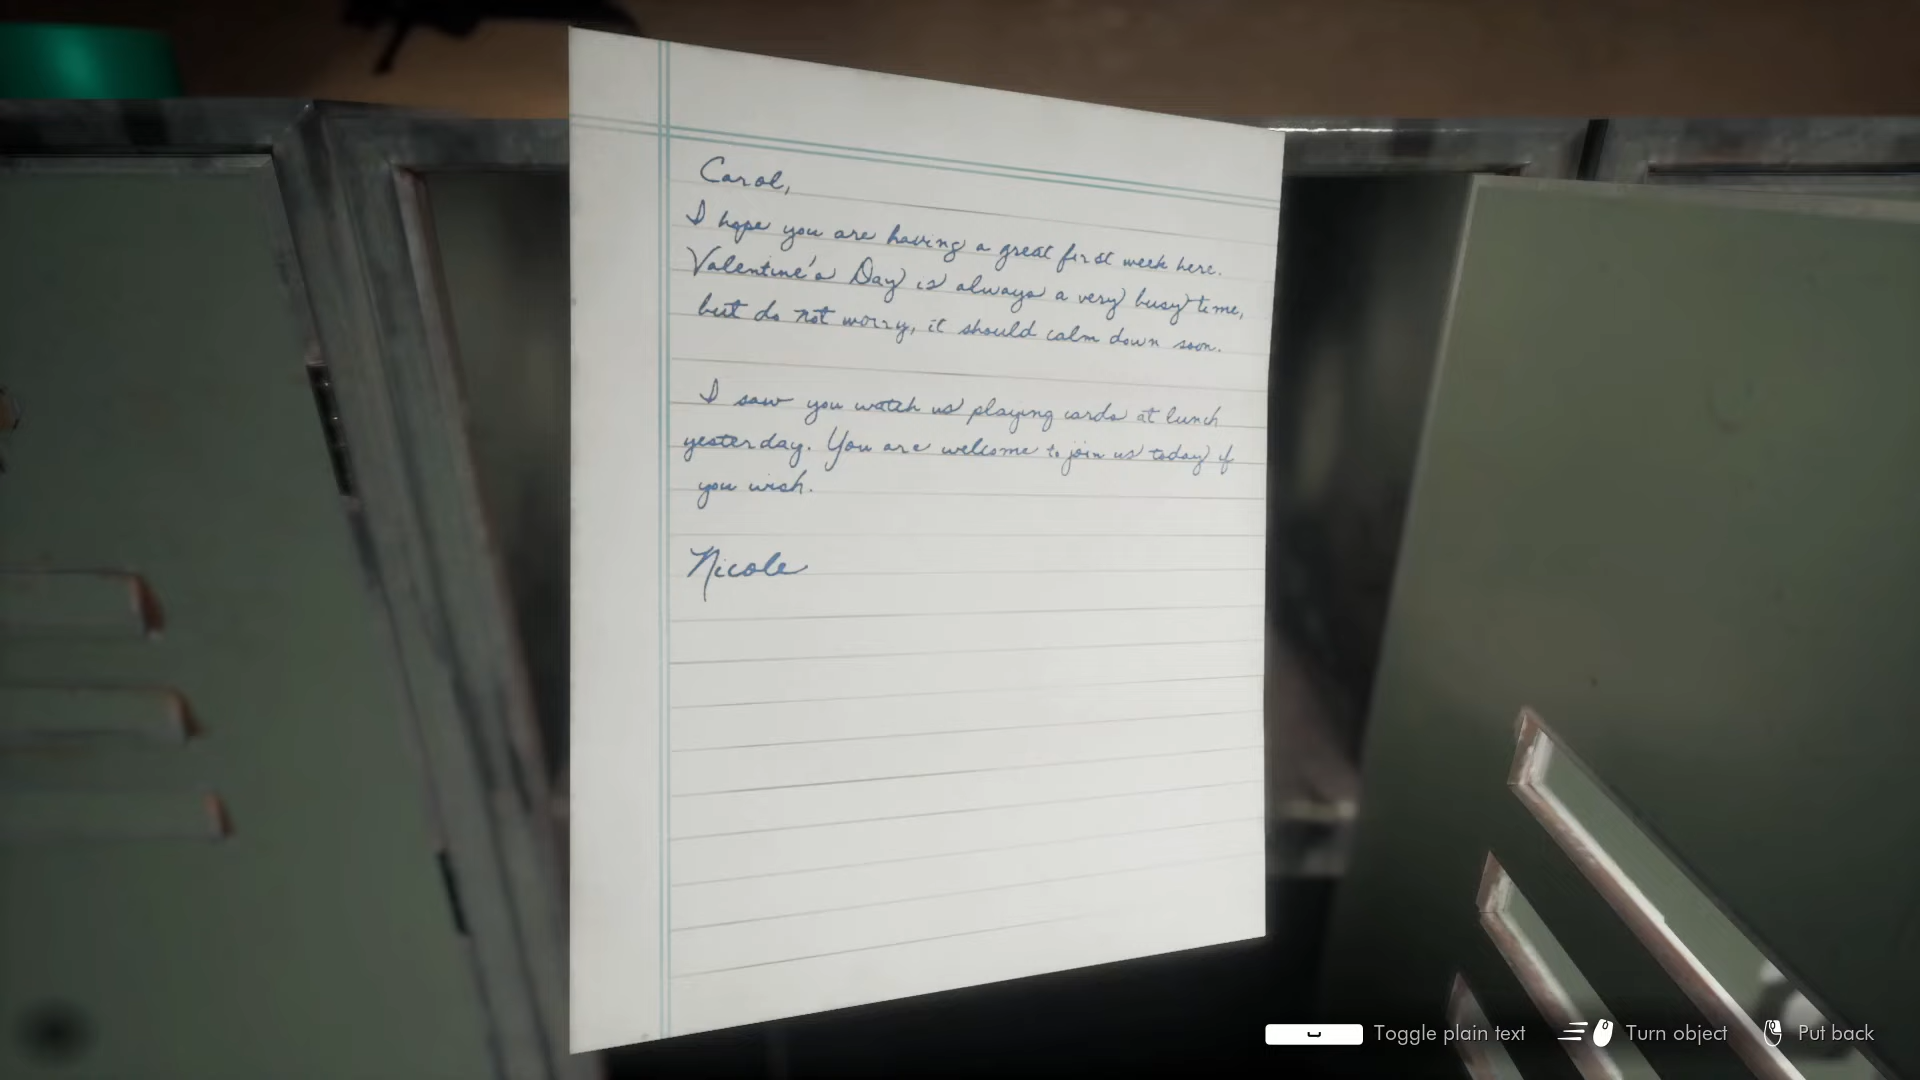 Carol,
I hope you are having a great first week here.
Valentine's Day is always a very busy time,
but do not worry, it should calm down soon.
I saw you watch us playing cards at lunch
yesterday. You are welcome to join us today if
you wish.
Nicole
Toggle plain text
Turn object
Put back